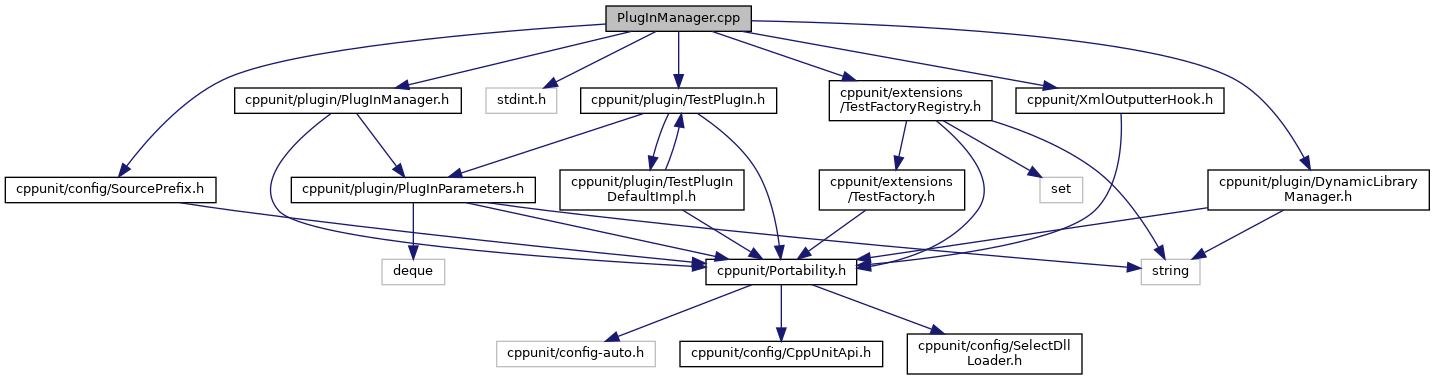 PlugInManager.cpp
cppunit/plugin/PlugInManager.h
stdint.h
cppunit/plugin/TestPlugIn.h
cppunit/extensions
/TestFactoryRegistry.h
cppunit/XmlOutputterHook.h
cppunit/config/SourcePrefix.h
cppunit/plugin/PlugInParameters.h
cppunit/plugin/TestPlugIn
DefaultImpl.h
cppunit/extensions
/TestFactory.h
set
cppunit/plugin/DynamicLibrary
Manager.h
deque
cppunit/Portability.h
string
cppunit/config-auto.h
cppunit/config/CppUnitApi.h
cppunit/config/SelectDll
Loader.h